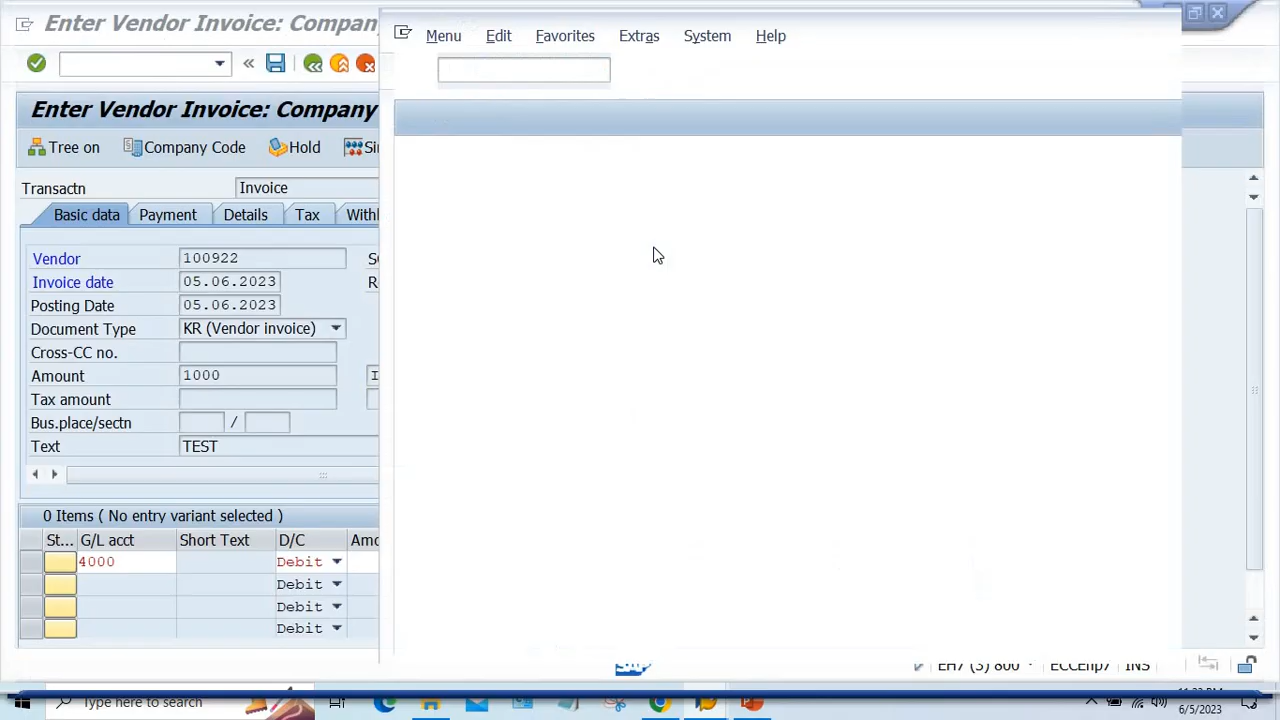 Enter Vendor Invoice: Company
Menu Edit Favorites Extras System Help
Enter Vendor Invoice: Company
Tree on Company Code Hold
Transactn Invoice
Basic data Payment Details Tax
Vendor 100922
Invoice date 05.06.2023
Posting Date 05.06.2023
Document Type KR (Vendor invoice)
Cross-CC no.
Amount 1000
Tax amount
Bus.place/sectn /
Text TEST
0 Items ( No entry variant selected )
St... G/L acct Short Text D/C
4000 Debit
Debit
Debit
Debit
SAP EH7 (3) 800 ECCEhp7 INS
Type here to search
6/5/2023